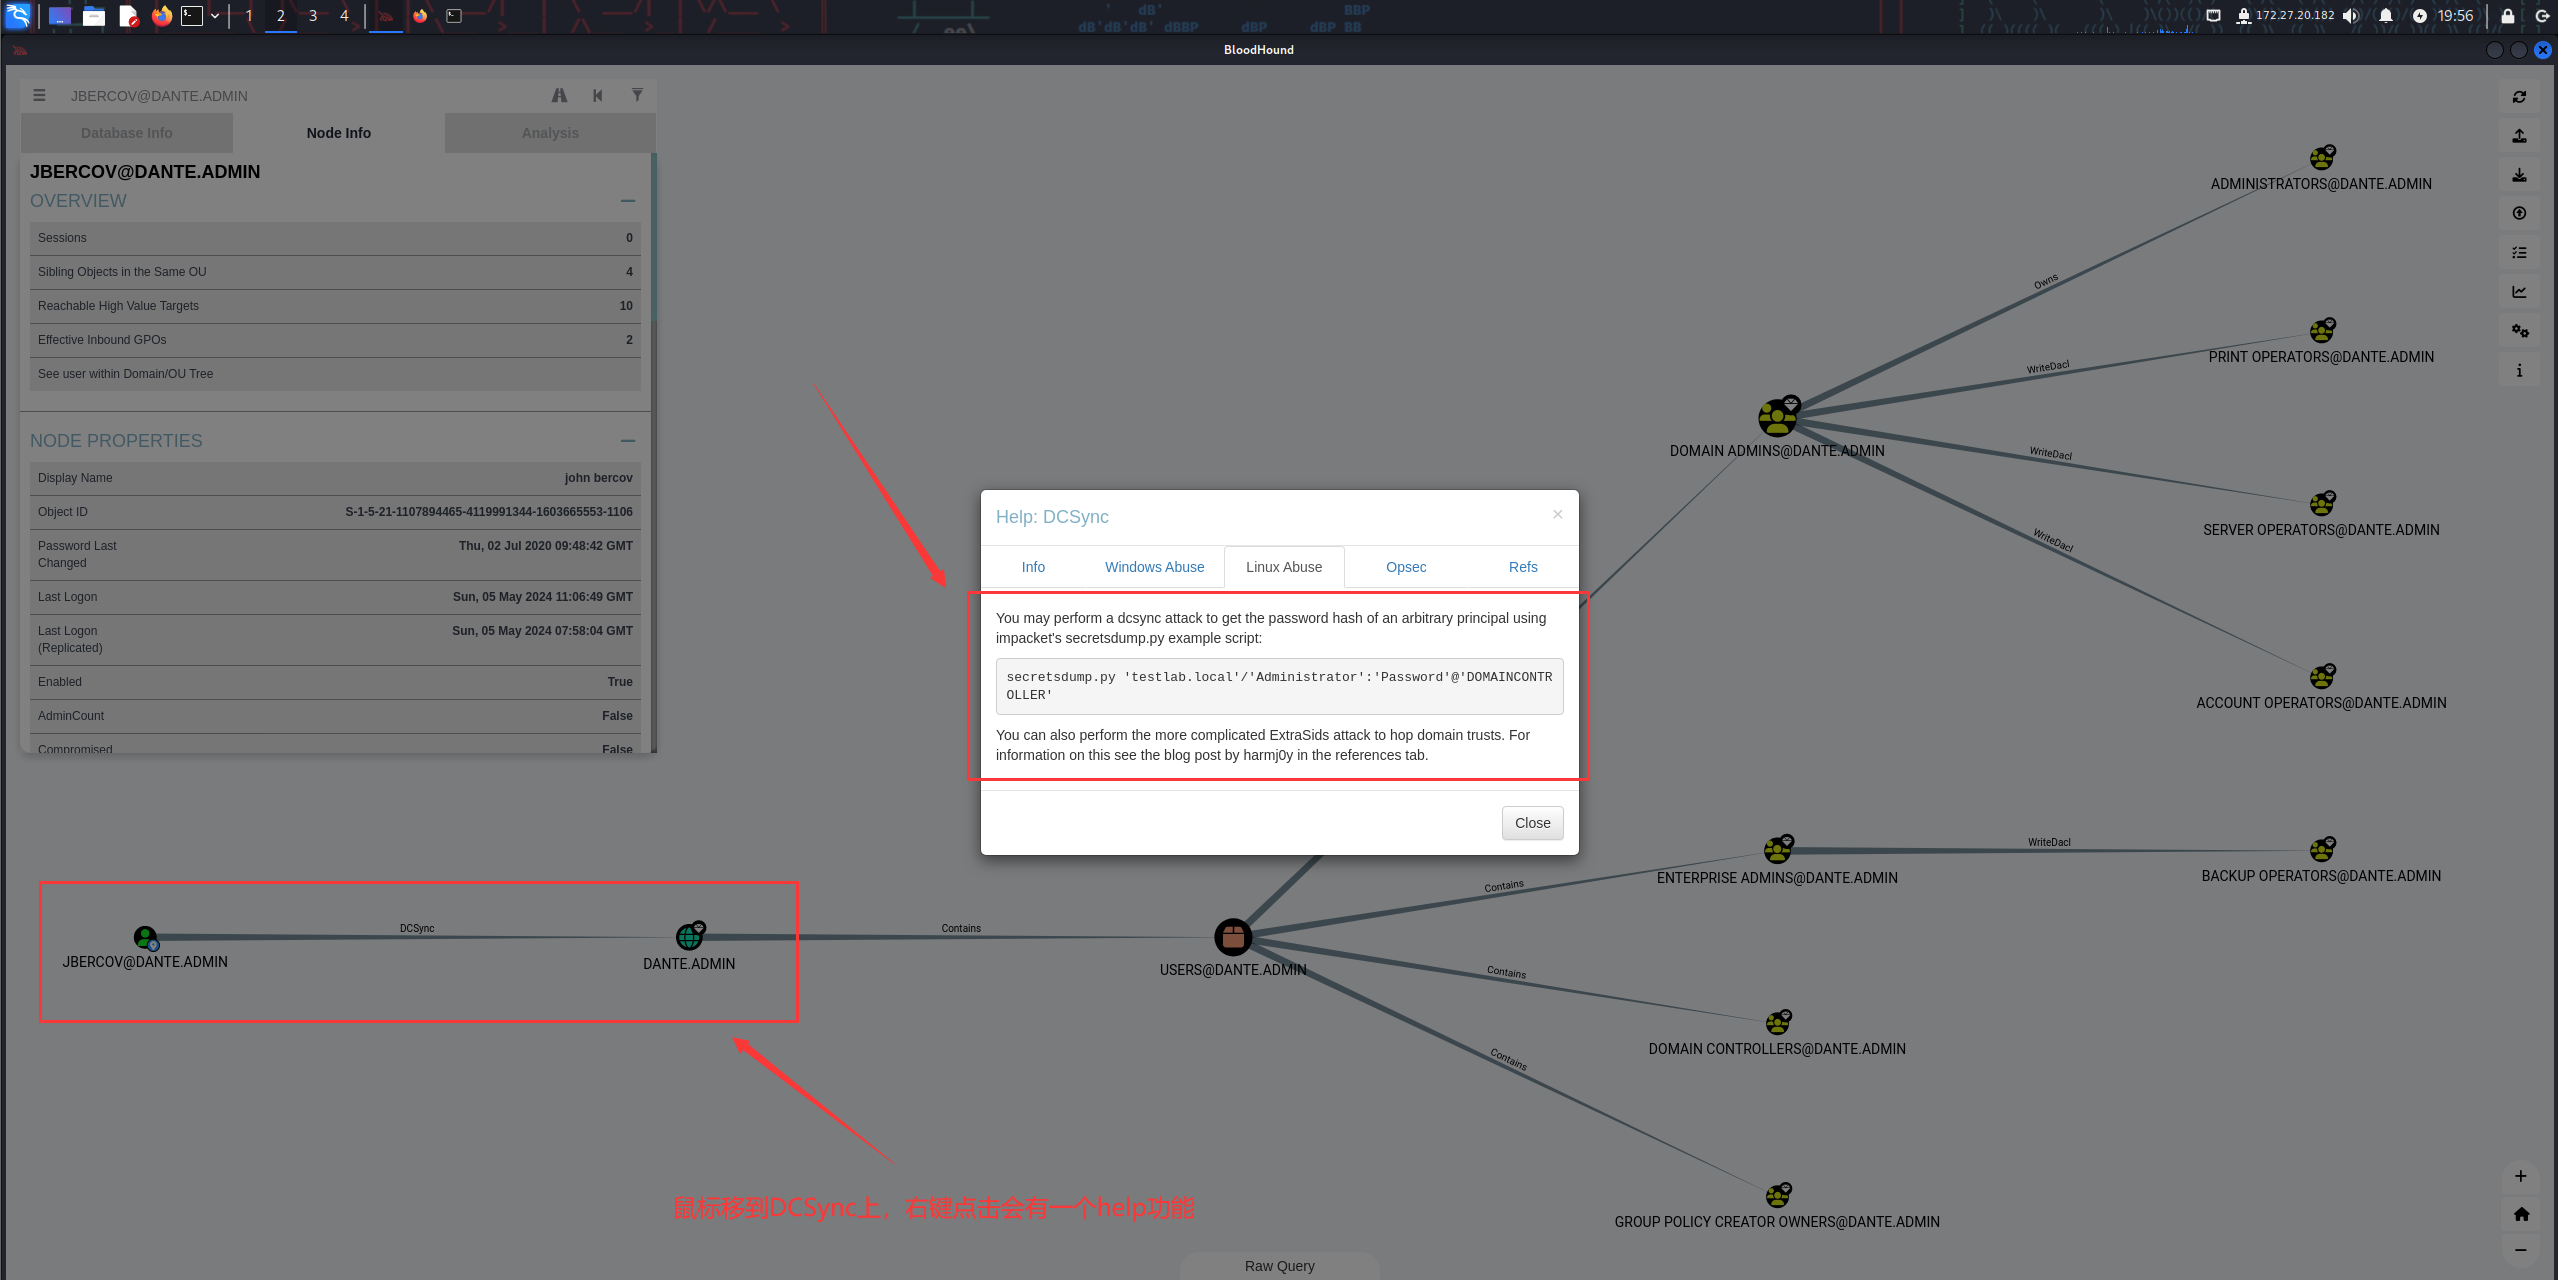 1 2 3 4
172.27.20.182
19:56
BloodHound
JBERCOV@DANTE.ADMIN
Database Info Node Info Analysis
JBERCOV@DANTE.ADMIN
OVERVIEW
Sessions 0
Sibling Objects in the Same OU 4
Reachable High Value Targets 10
Effective Inbound GPOs 2
See user within Domain/OU Tree
NODE PROPERTIES
Display Name john bercov
Object ID S-1-5-21-1107894465-4119991344-1603665553-1106
Password Last Changed Thu, 02 Jul 2020 09:48:42 GMT
Last Logon Sun, 05 May 2024 11:06:49 GMT
Last Logon (Replicated) Sun, 05 May 2024 07:58:04 GMT
Enabled True
AdminCount False
Compromised False
Help: DCSync ×
Info Windows Abuse Linux Abuse Opsec Refs
You may perform a dcsync attack to get the password hash of an arbitrary principal using
impacket's secretsdump.py example script:
secretsdump.py 'testlab.local'/'Administrator':'Password'@'DOMAINCONTR
OLLER'
You can also perform the more complicated ExtraSids attack to hop domain trusts. For
information on this see the blog post by harmj0y in the references tab.
Close
ADMINISTRATORS@DANTE.ADMIN
Owns
PRINT OPERATORS@DANTE.ADMIN
WriteDacl
DOMAIN ADMINS@DANTE.ADMIN
WriteDacl
SERVER OPERATORS@DANTE.ADMIN
WriteDacl
ACCOUNT OPERATORS@DANTE.ADMIN
WriteDacl
ENTERPRISE ADMINS@DANTE.ADMIN
BACKUP OPERATORS@DANTE.ADMIN
Contains
DCSync
Contains
JBERCOV@DANTE.ADMIN
DANTE.ADMIN
USERS@DANTE.ADMIN
Contains
DOMAIN CONTROLLERS@DANTE.ADMIN
Contains
GROUP POLICY CREATOR OWNERS@DANTE.ADMIN
鼠标移到DCSync上，右键点击会有一个help功能
Raw Query